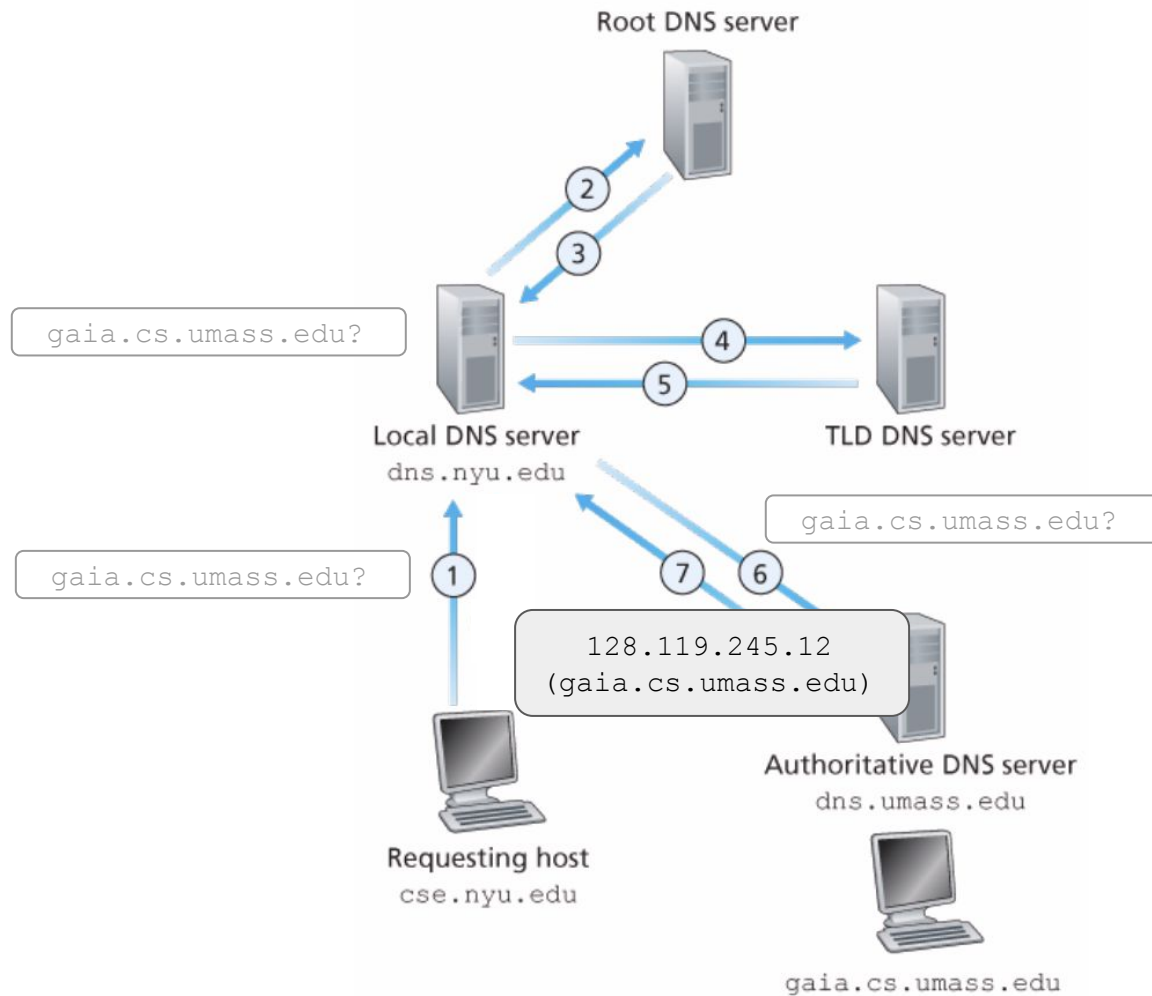 Root DNS server
2
3
gaia.cs.umass.edu?
4
5
Local DNS server
dns.nyu.edu
TLD DNS server
gaia.cs.umass.edu?
gaia.cs.umass.edu?
1
7
6
128.119.245.12
(gaia.cs.umass.edu)
Authoritative DNS server
dns.umass.edu
Requesting host
cse.nyu.edu
gaia.cs.umass.edu